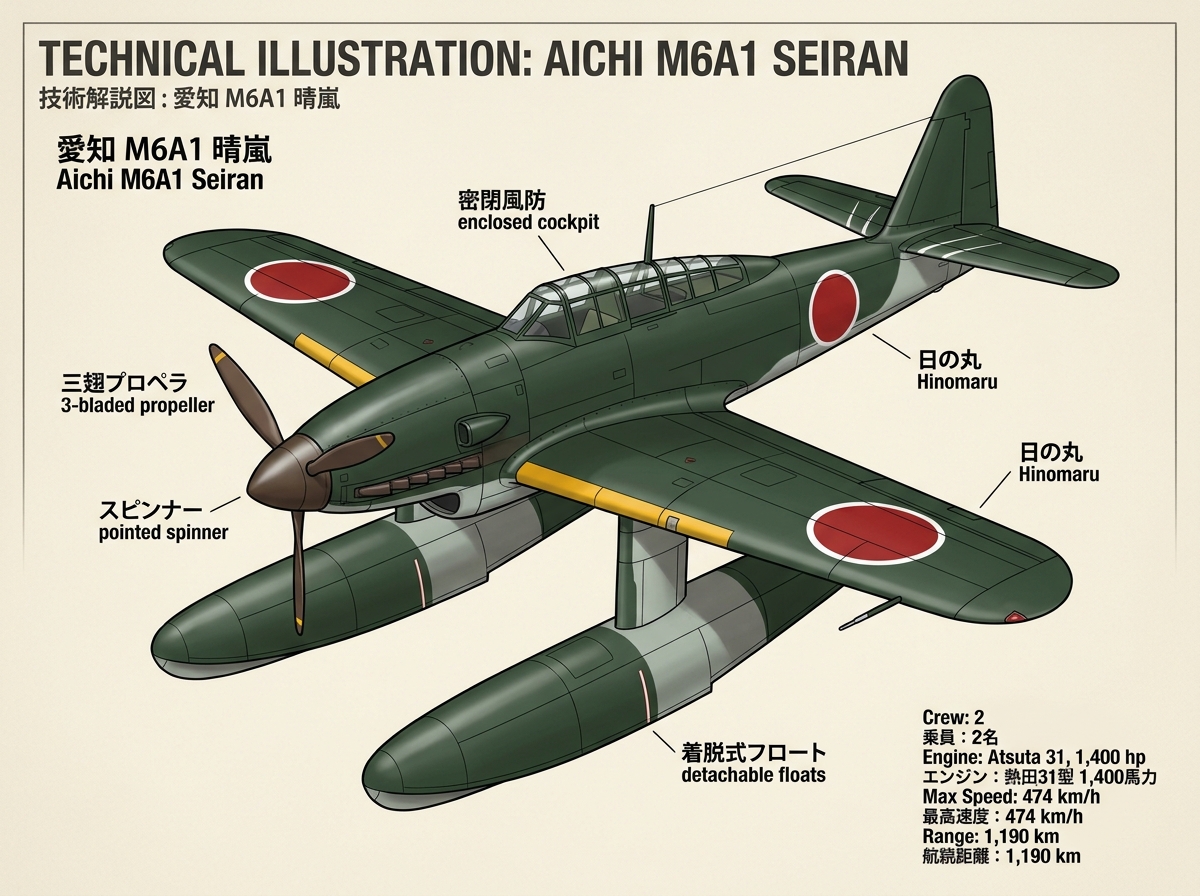 TECHNICAL ILLUSTRATION: AICHI M6A1 SEIRAN
技術解説図 : 愛知 M6A1 晴嵐
愛知 M6A1 晴嵐
Aichi M6A1 Seiran
密閉風防
enclosed cockpit
日の丸
Hinomaru
三翅プロペラ
3-bladed propeller
日の丸
Hinomaru
スピンナー
pointed spinner
着脱式フロート
detachable floats
Crew: 2
乗員：2名
Engine: Atsuta 31, 1,400 hp
エンジン：熱田31型 1,400馬力
Max Speed: 474 km/h
最高速度：474 km/h
Range: 1,190 km
航続距離：1,190 km